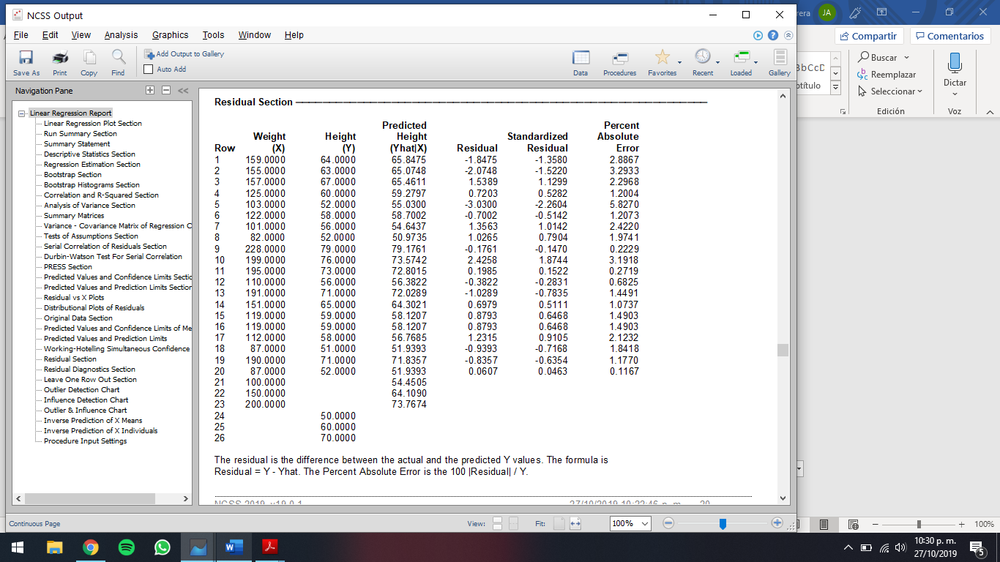 NCSS Output
rera JA
File Edit View Analysis Graphics Tools Window Help
Compartir Comentarios
Add Output to Gallery
Auto Add
Save As Print Copy Find Data Procedures Favorites Recent Loaded Gallery
Buscar
Reemplazar
Seleccionar
Dictar
Edición Voz
Navigation Pane
Linear Regression Report
Linear Regression Plot Section
Run Summary Section
Summary Statement
Descriptive Statistics Section
Regression Estimation Section
Bootstrap Section
Bootstrap Histograms Section
Correlation and R-Squared Section
Analysis of Variance Section
Summary Matrices
Variance - Covariance Matrix of Regression C
Tests of Assumptions Section
Serial Correlation of Residuals Section
Durbin-Watson Test For Serial Correlation
PRESS Section
Predicted Values and Confidence Limits Sectio
Predicted Values and Prediction Limits Section
Residual vs X Plots
Distributional Plots of Residuals
Original Data Section
Predicted Values and Confidence Limits of Me
Predicted Values and Prediction Limits
Working-Hotelling Simultaneous Confidence
Residual Section
Residual Diagnostics Section
Leave One Row Out Section
Outlier Detection Chart
Influence Detection Chart
Outlier & Influence Chart
Inverse Prediction of X Means
Inverse Prediction of X Individuals
Procedure Input Settings
Residual Section
Predicted Percent
Weight Height Height Standardized Absolute
Row (X) (Y) (Yhat|X) Residual Residual Error
1 159.0000 64.0000 65.8475 -1.8475 -1.3580 2.8867
2 155.0000 63.0000 65.0748 -2.0748 -1.5220 3.2933
3 157.0000 67.0000 65.4611 1.5389 1.1299 2.2968
4 125.0000 60.0000 59.2797 0.7203 0.5282 1.2004
5 103.0000 52.0000 55.0300 -3.0300 -2.2604 5.8270
6 122.0000 58.0000 58.7002 -0.7002 -0.5142 1.2073
7 101.0000 56.0000 54.6437 1.3563 1.0142 2.4220
8 82.0000 52.0000 50.9735 1.0265 0.7904 1.9741
9 228.0000 79.0000 79.1761 -0.1761 -0.1470 0.2229
10 199.0000 76.0000 73.5742 2.4258 1.8744 3.1918
11 195.0000 73.0000 72.8015 0.1985 0.1522 0.2719
12 110.0000 56.0000 56.3822 -0.3822 -0.2831 0.6825
13 191.0000 71.0000 72.0289 -1.0289 -0.7835 1.4491
14 151.0000 65.0000 64.3021 0.6979 0.5111 1.0737
15 119.0000 59.0000 58.1207 0.8793 0.6468 1.4903
16 119.0000 59.0000 58.1207 0.8793 0.6468 1.4903
17 112.0000 58.0000 56.7685 1.2315 0.9105 2.1232
18 87.0000 51.0000 51.9393 -0.9393 -0.7168 1.8418
19 190.0000 71.0000 71.8357 -0.8357 -0.6354 1.1770
20 87.0000 52.0000 51.9393 0.0607 0.0463 0.1167
21 100.0000 54.4505
22 150.0000 64.1090
23 200.0000 73.7674
24 50.0000
25 60.0000
26 70.0000
The residual is the difference between the actual and the predicted Y values. The formula is
Residual = Y - Yhat. The Percent Absolute Error is the 100 |Residual| / Y.
Continuous Page View: Fit: 100%
100%
10:30 p. m.
27/10/2019
5